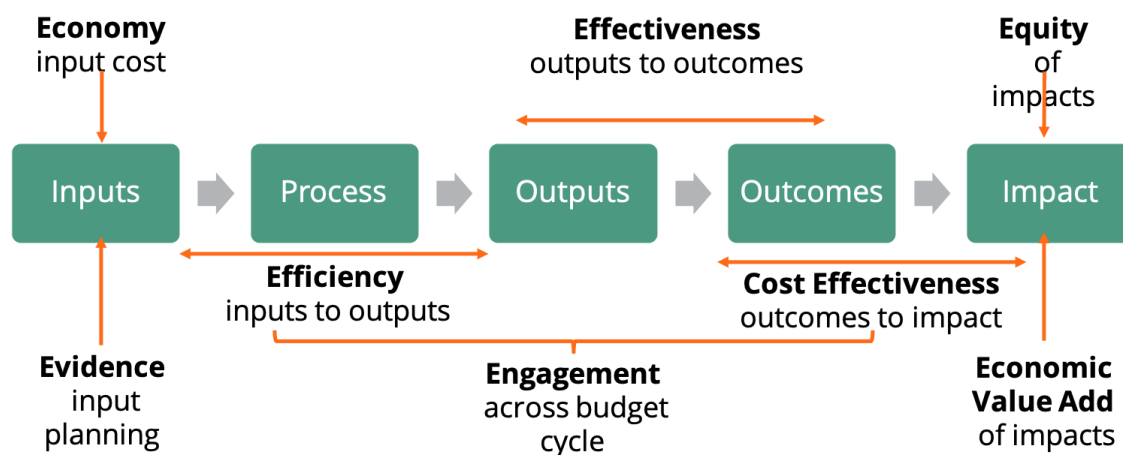 Economy
input cost
Effectiveness
outputs to outcomes
Equity
of
impacts
Inputs
Process
Outputs
Outcomes
Impact
Efficiency
inputs to outputs
Cost Effectiveness
outcomes to impact
Evidence
input
planning
Engagement
across budget
cycle
Economic
Value Add
of impacts